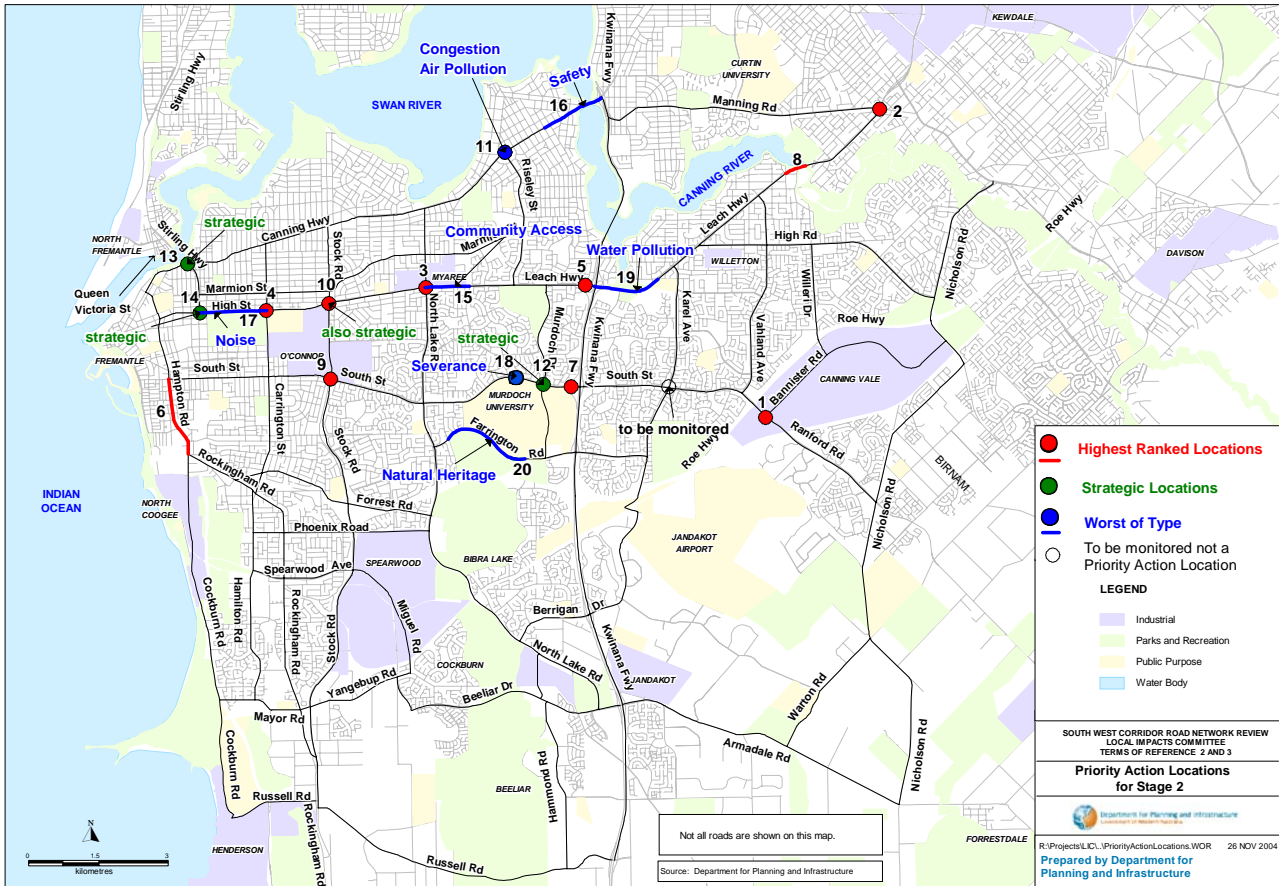 KEWDALE
Congestion
Air Pollution
Kwinana Fwy
CURTIN
UNIVERSITY
Stirling Hwy
Safety
SWAN RIVER
16
Manning Rd
2
11
8
Riseley St
CANNING RIVER
Leach Hwy
Roe Hwy
strategic
Canning Hwy
Community Access
Stirling Hwy
Stock Rd
Water Pollution
High Rd
NORTH
FREMANTLE
13
WILLETTON
DAVISON
Nicholson Rd
3
MYAREE
Leach Hwy
5
19
Queen
Victoria St
Marmion St
10
15
14
High St
4
17
Willeri Dr
Karel Ave
Vahland Ave
Roe Hwy
strategic
Noise
also strategic
North Lake Rd
strategic
Murdoch
Kwinana Fwy
FREMANTLE
O'CONNOR
South St
9
South St
Severance
18
12
7
South St
Bannister Rd
CANNING VALE
Hampton Rd
6
Carrington St
MURDOCH
UNIVERSITY
to be monitored
1
Ranford Rd
Farrington
Rd
20
Roe Hwy
Stock Rd
Natural Heritage
Rockingham Rd
BIRNAM
INDIAN
OCEAN
NORTH
COOGEE
Forrest Rd
Phoenix Road
Nicholson Rd
JANDAKOT
AIRPORT
BIBRA LAKE
Spearwood Ave
SPEARWOOD
Cockburn Rd
Hamilton Rd
Rockingham Rd
Stock Rd
Miguel Rd
Berrigan Dr
North Lake Rd
Kwinana Fwy
COCKBURN
JANDAKOT
Yangebup Rd
Beeliar Dr
Warton Rd
Mayor Rd
Armadale Rd
Nicholson Rd
Cockburn Rd
Hammond Rd
BEELIAR
Russell Rd
Rockingham Rd
HENDERSON
Russell Rd
FORRESTDALE
N
0 1.5 3
kilometres
Not all roads are shown on this map.
Source: Department for Planning and Infrastructure
Highest Ranked Locations
Strategic Locations
Worst of Type
To be monitored not a
Priority Action Location
LEGEND
Industrial
Parks and Recreation
Public Purpose
Water Body
SOUTH WEST CORRIDOR ROAD NETWORK REVIEW
LOCAL IMPACTS COMMITTEE
TERMS OF REFERENCE 2 AND 3
Priority Action Locations
for Stage 2
Department for Planning and Infrastructure
Government of Western Australia
R:\Projects\LIC\..\PriorityActionLocations.WOR 26 NOV 2004
Prepared by Department for
Planning and Infrastructure